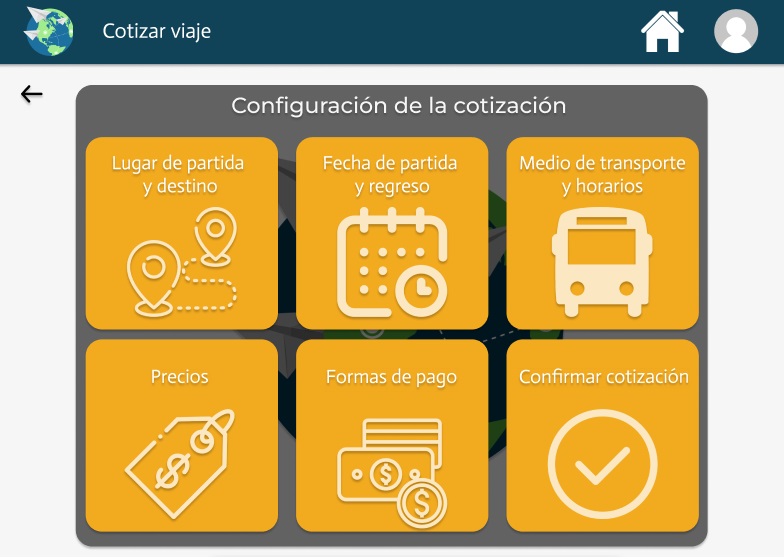 Cotizar viaje
Configuración de la cotización
Lugar de partida
y destino
Fecha de partida
y regreso
Medio de transporte
y horarios
Precios
Formas de pago
Confirmar cotización